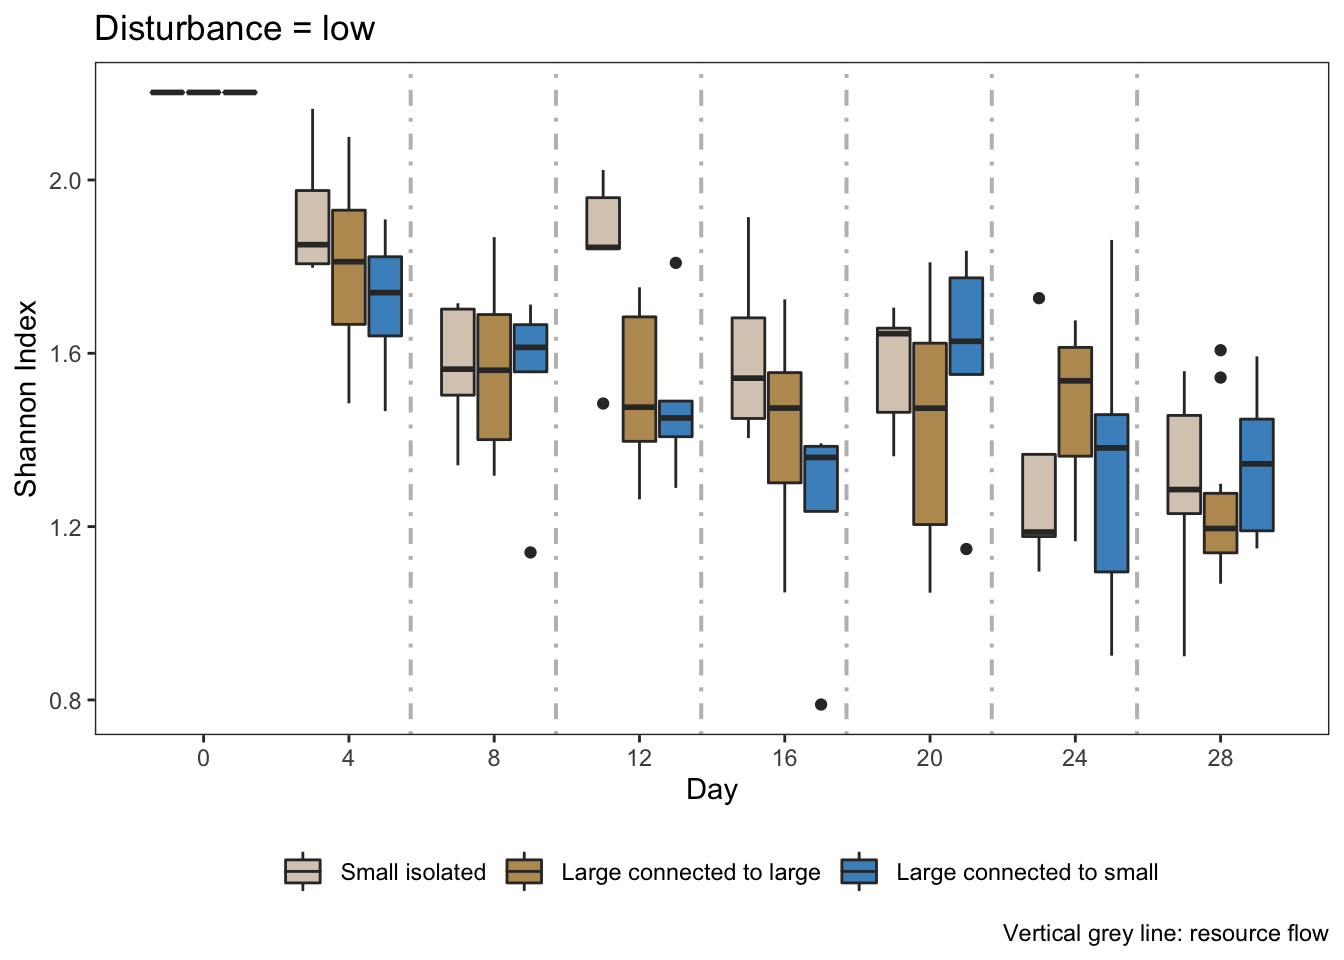 Disturbance = low
Shannon Index
2.0
1.6
1.2
0.8
0 4 8 12 16 20 24 28
Day
Small isolated Large connected to large Large connected to small
Vertical grey line: resource flow